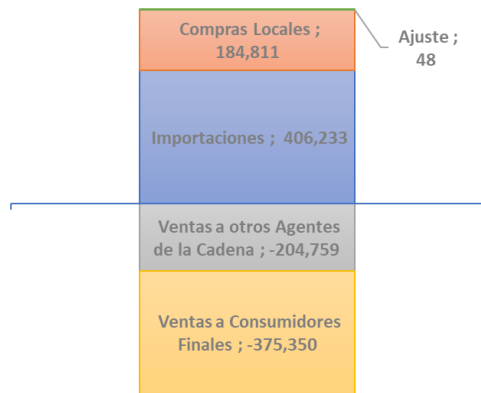 Compras Locales ;
184,811
Ajuste ;
48
Importaciones ; 406,233
Ventas a otros Agentes
de la Cadena ; -204,759
Ventas a Consumidores
Finales ; -375,350